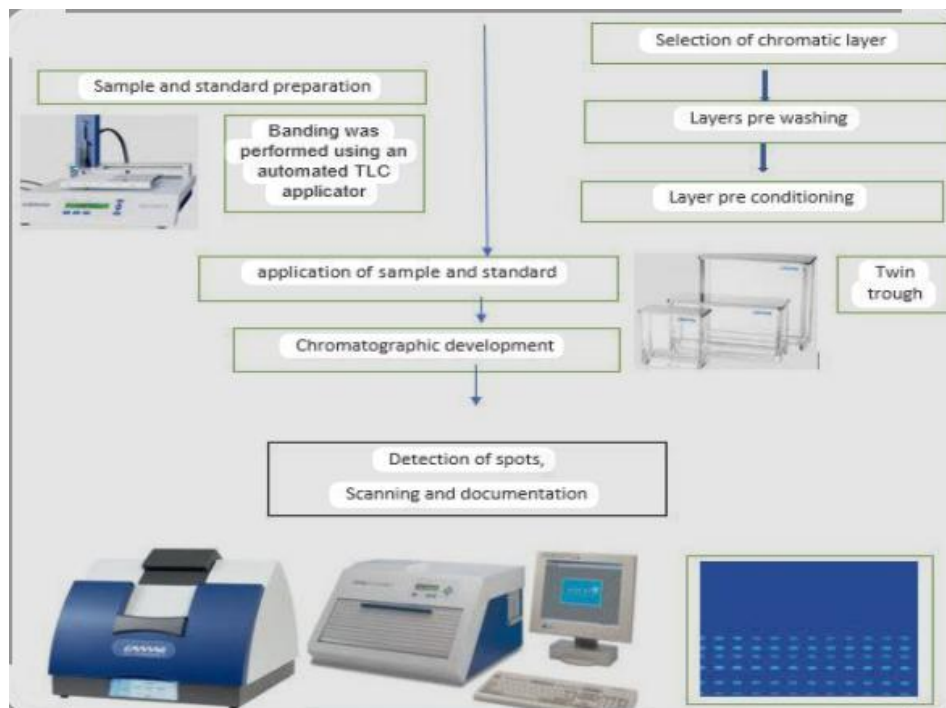 Selection of chromatic layer
Sample and standard preparation
Banding was
performed using an
automated TLC
applicator
Layers pre washing
Layer pre conditioning
application of sample and standard
Twin
trough
Chromatographic development
Detection of spots,
Scanning and documentation
CAMAG